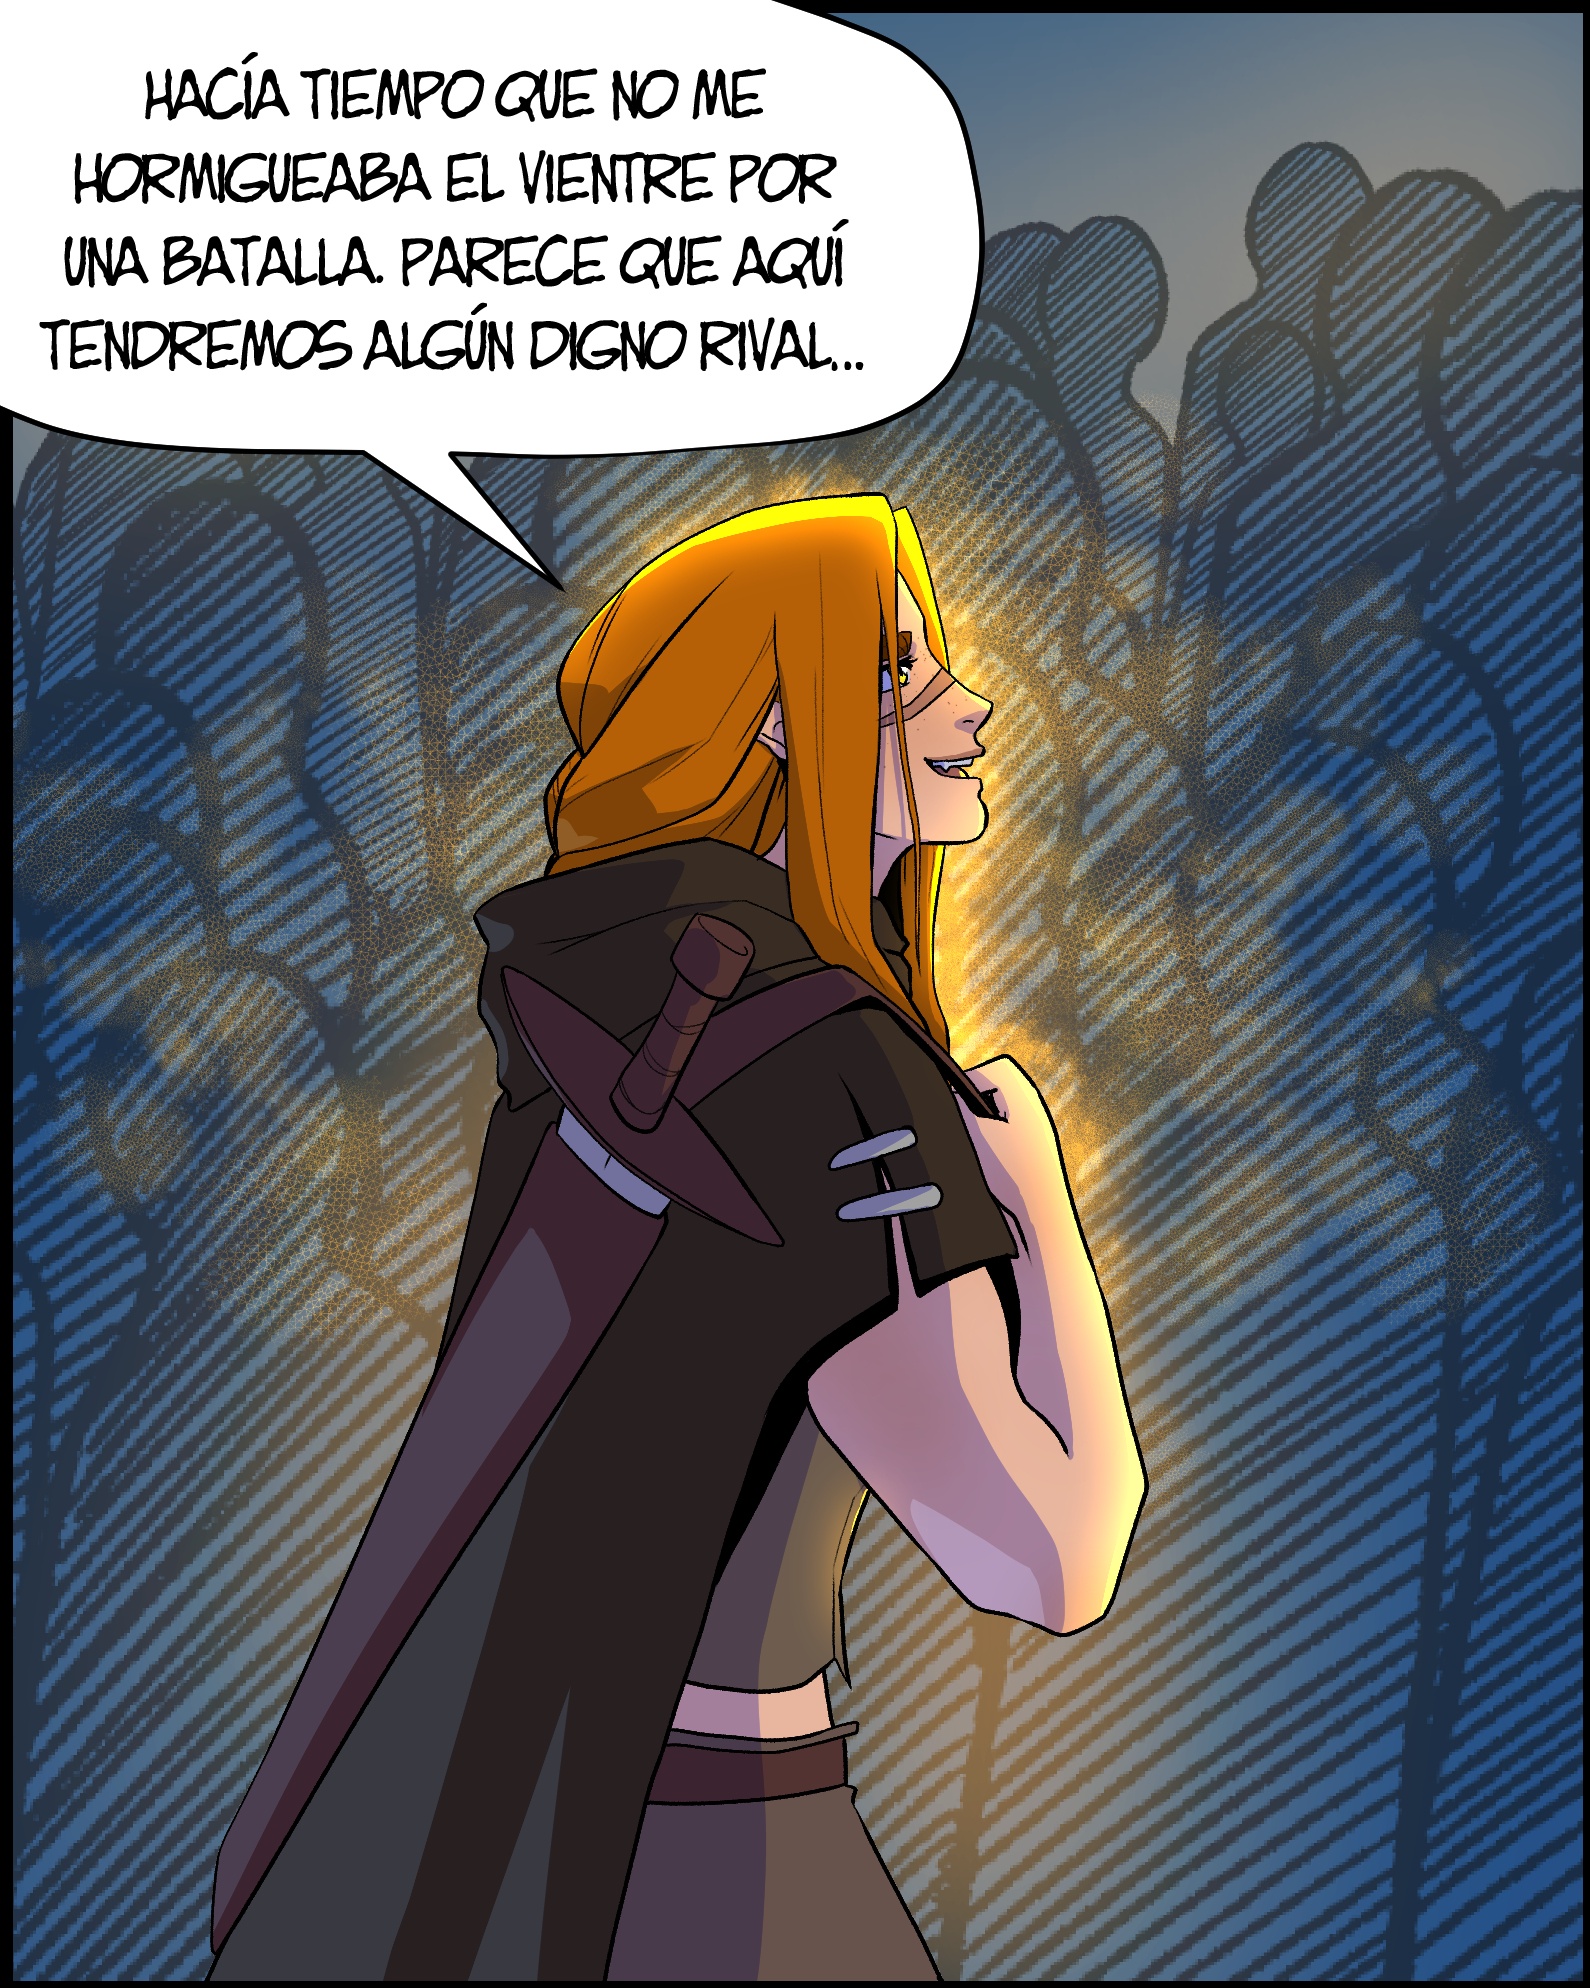 HACÍA TIEMPO QUE NO ME
HORMIGUEABA EL VIENTRE POR
UNA BATALLA. PARECE QUE AQUÍ
TENDREMOS ALGÚN DIGNO RIVAL...